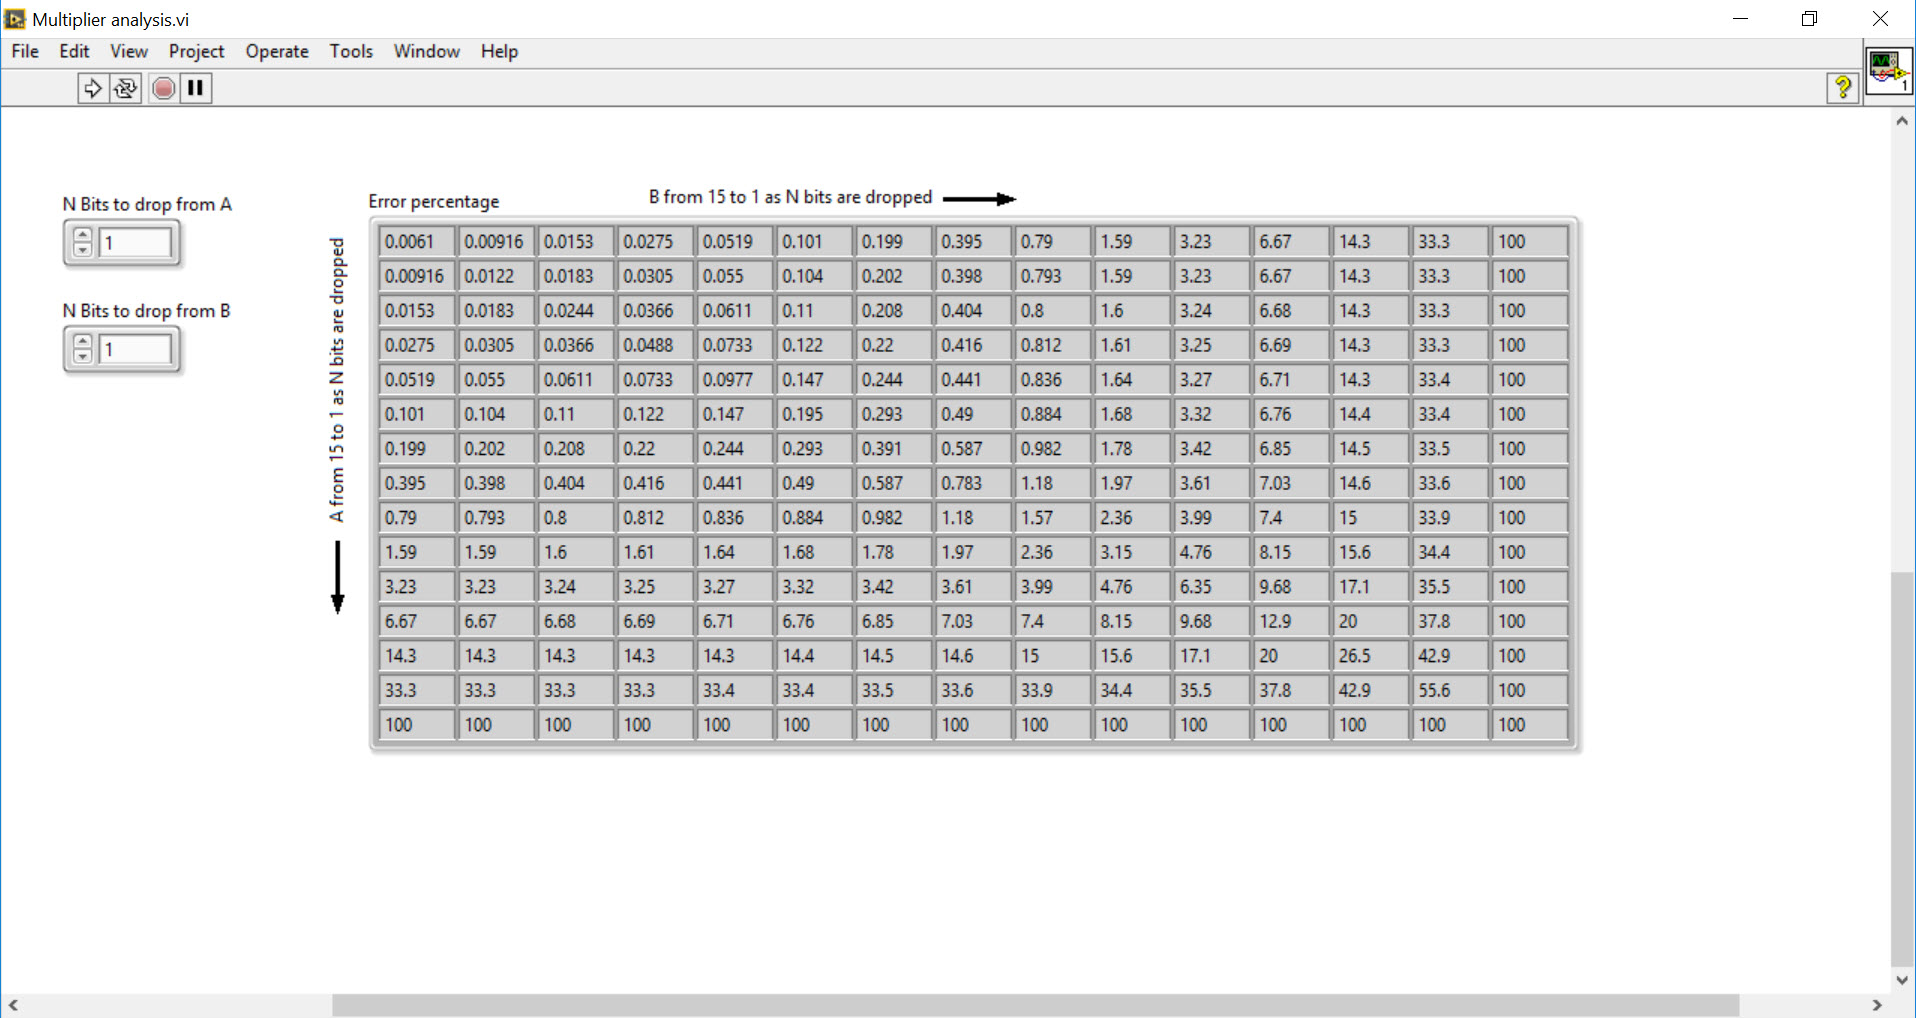 Multiplier analysis.vi
File Edit View Project Operate Tools Window Help
1
N Bits to drop from A
1
N Bits to drop from B
1
Error percentage
B from 15 to 1 as N bits are dropped
A from 15 to 1 as N bits are dropped
0.0061 0.00916 0.0153 0.0275 0.0519 0.101 0.199 0.395 0.79 1.59 3.23 6.67 14.3 33.3 100
0.00916 0.0122 0.0183 0.0305 0.055 0.104 0.202 0.398 0.793 1.59 3.23 6.67 14.3 33.3 100
0.0153 0.0183 0.0244 0.0366 0.0611 0.11 0.208 0.404 0.8 1.6 3.24 6.68 14.3 33.3 100
0.0275 0.0305 0.0366 0.0488 0.0733 0.122 0.22 0.416 0.812 1.61 3.25 6.69 14.3 33.3 100
0.0519 0.055 0.0611 0.0733 0.0977 0.147 0.244 0.441 0.836 1.64 3.27 6.71 14.3 33.4 100
0.101 0.104 0.11 0.122 0.147 0.195 0.293 0.49 0.884 1.68 3.32 6.76 14.4 33.4 100
0.199 0.202 0.208 0.22 0.244 0.293 0.391 0.587 0.982 1.78 3.42 6.85 14.5 33.5 100
0.395 0.398 0.404 0.416 0.441 0.49 0.587 0.783 1.18 1.97 3.61 7.03 14.6 33.6 100
0.79 0.793 0.8 0.812 0.836 0.884 0.982 1.18 1.57 2.36 3.99 7.4 15 33.9 100
1.59 1.59 1.6 1.61 1.64 1.68 1.78 1.97 2.36 3.15 4.76 8.15 15.6 34.4 100
3.23 3.23 3.24 3.25 3.27 3.32 3.42 3.61 3.99 4.76 6.35 9.68 17.1 35.5 100
6.67 6.67 6.68 6.69 6.71 6.76 6.85 7.03 7.4 8.15 9.68 12.9 20 37.8 100
14.3 14.3 14.3 14.3 14.3 14.4 14.5 14.6 15 15.6 17.1 20 26.5 42.9 100
33.3 33.3 33.3 33.3 33.4 33.4 33.5 33.6 33.9 34.4 35.5 37.8 42.9 55.6 100
100 100 100 100 100 100 100 100 100 100 100 100 100 100 100